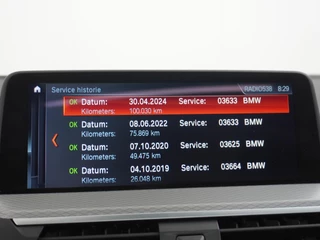 Service historie RADIO538 8:29
OK Datum: 30.04.2024 Service: 03633 BMW
Kilometers: 100.030 km
OK Datum: 08.06.2022 Service: 03633 BMW
Kilometers: 75.869 km
OK Datum: 07.10.2020 Service: 03625 BMW
Kilometers: 49.475 km
OK Datum: 04.10.2019 Service: 03664 BMW
Kilometers: 26.048 km